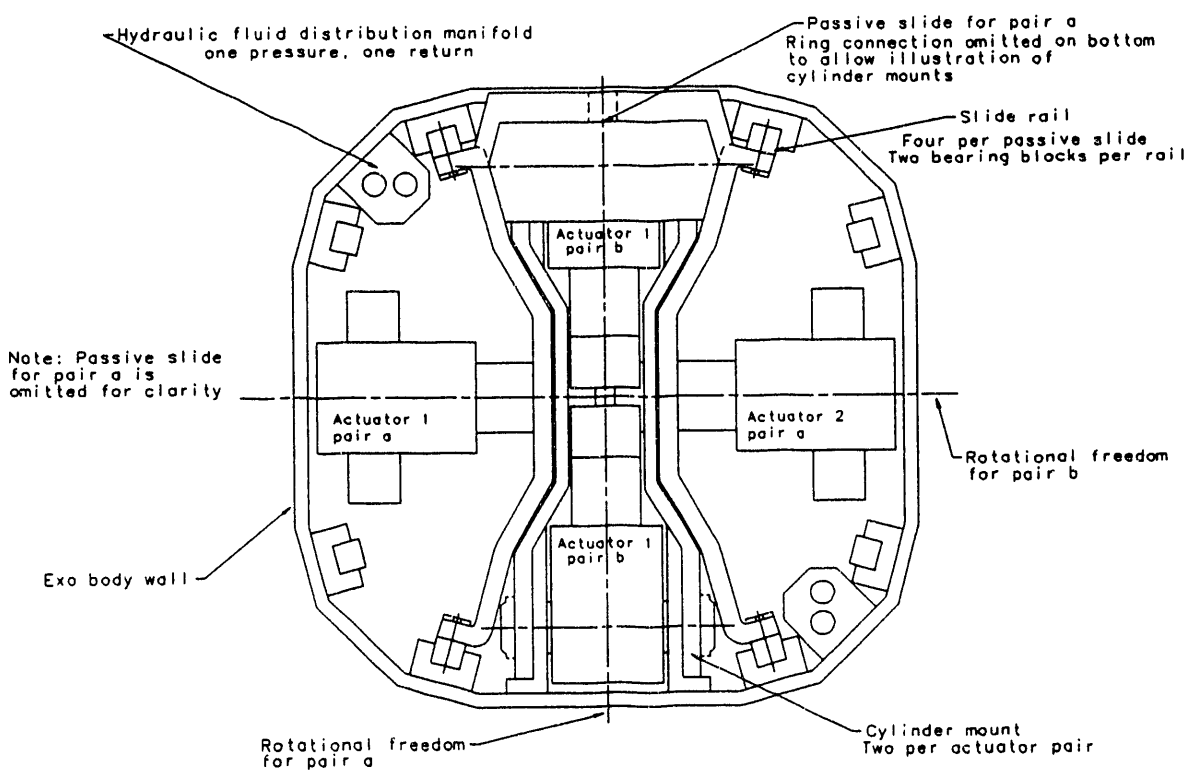 Hydraulic fluid distribution manifold
one pressure, one return
Passive slide for pair a
Ring connection omitted on bottom
to allow illustration of
cylinder mounts
Slide rail
Four per passive slide
Two bearing blocks per rail
Actuator 1
pair b
Note: Passive slide
for pair a is
omitted for clarity
Actuator 1
pair a
Actuator 2
pair a
Rotational freedom
for pair b
Actuator 1
pair b
Exo body wall
Cylinder mount
Two per actuator pair
Rotational freedom
for pair a